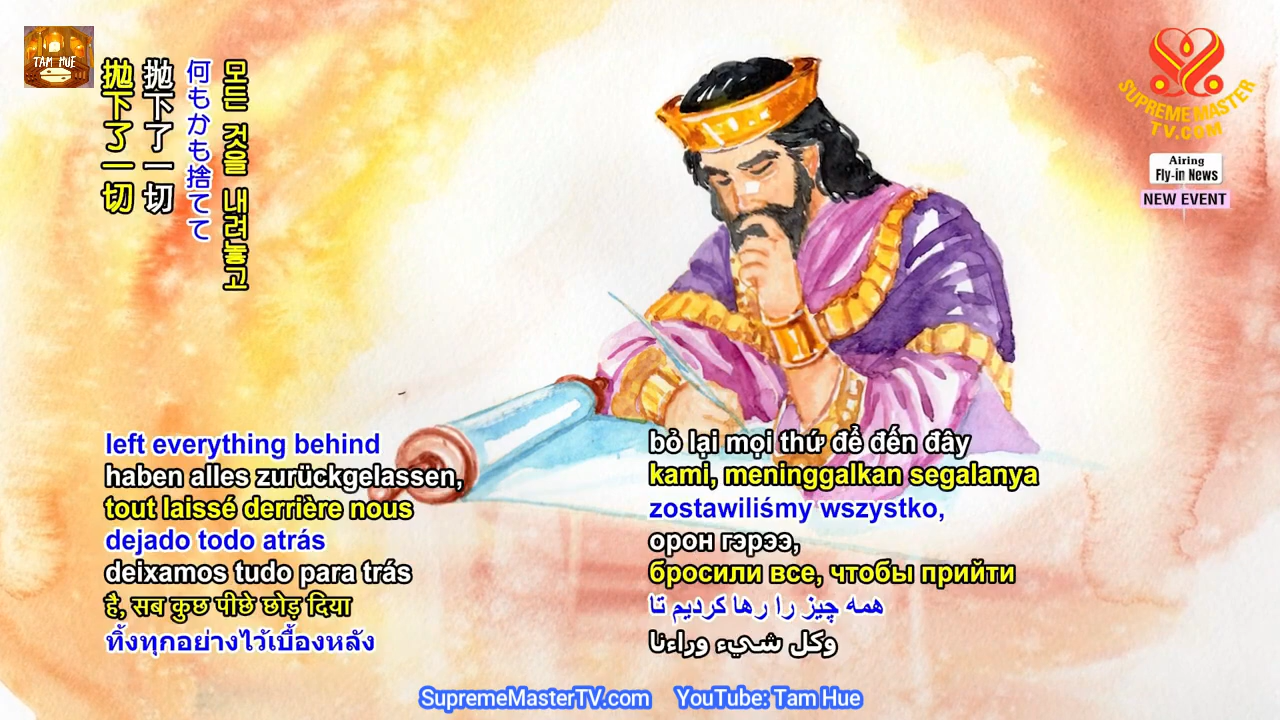 TAM HUE
抛下了一切
拋下了一切
何もかも捨てて
모든 것을 내려놓고
SUPREME MASTER
TV.COM
Airing
Fly-in News
NEW EVENT
left everything behind
haben alles zurückgelassen,
tout laissé derrière nous
dejado todo atrás
deixamos tudo para trás
है, सब कुछ पीछे छोड़ दिया
ทิ้งทุกอย่างไว้เบื้องหลัง
bỏ lại mọi thứ để đến đây
kami, meninggalkan segalanya
zostawiliśmy wszystko,
орон гэрээ,
бросили все, чтобы прийти
همه چیز را رها کردیم تا
وكل شيء وراءنا
SupremeMasterTV.com YouTube: Tam Hue